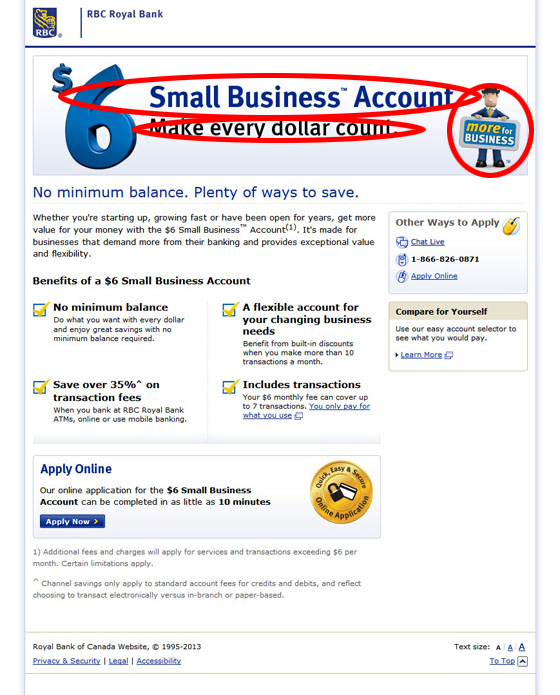 RBC
®
RBC Royal Bank
$6
Small Business™ Account
Make every dollar count.
more for
BUSINESS
™
No minimum balance. Plenty of ways to save.
Whether you're starting up, growing fast or have been open for years, get more
value for your money with the $6 Small Business™ Account(1). It's made for
businesses that demand more from their banking and provides exceptional value
and flexibility.
Benefits of a $6 Small Business Account
No minimum balance
Do what you want with every dollar
and enjoy great savings with no
minimum balance required.
A flexible account for
your changing business
needs
Benefit from built-in discounts
when you make more than 10
transactions a month.
Save over 35%^ on
transaction fees
When you bank at RBC Royal Bank
ATMs, online or use mobile banking.
Includes transactions
Your $6 monthly fee can cover up
to 7 transactions. You only pay for
what you use
Other Ways to Apply
Chat Live
1-866-826-0871
Apply Online
Compare for Yourself
Use our easy account selector to
see what you would pay.
Learn More
Apply Online
Our online application for the $6 Small Business
Account can be completed in as little as 10 minutes
Apply Now
Quick, Easy & Secure
Online Application
1) Additional fees and charges will apply for services and transactions exceeding $6 per
month. Certain limitations apply.
^ Channel savings only apply to standard account fees for credits and debits, and reflect
choosing to transact electronically versus in-branch or paper-based.
Royal Bank of Canada Website, © 1995-2013
Text size: A | A | A
Privacy & Security | Legal | Accessibility
To Top